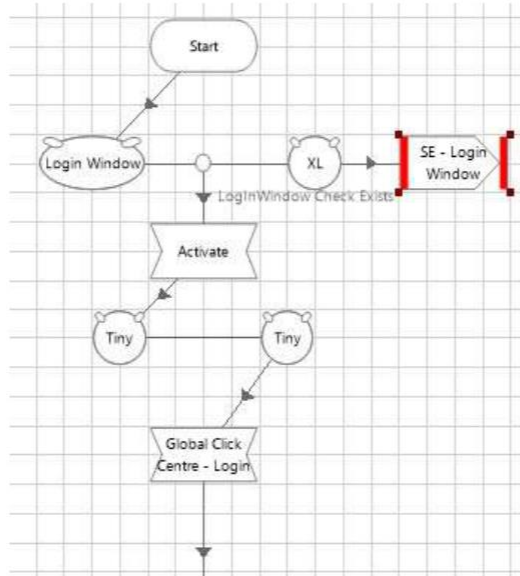 Start
Login Window
XL
SE - Login
Window
LogInWindow Check Exists
Activate
Tiny
Tiny
Global Click
Centre - Login